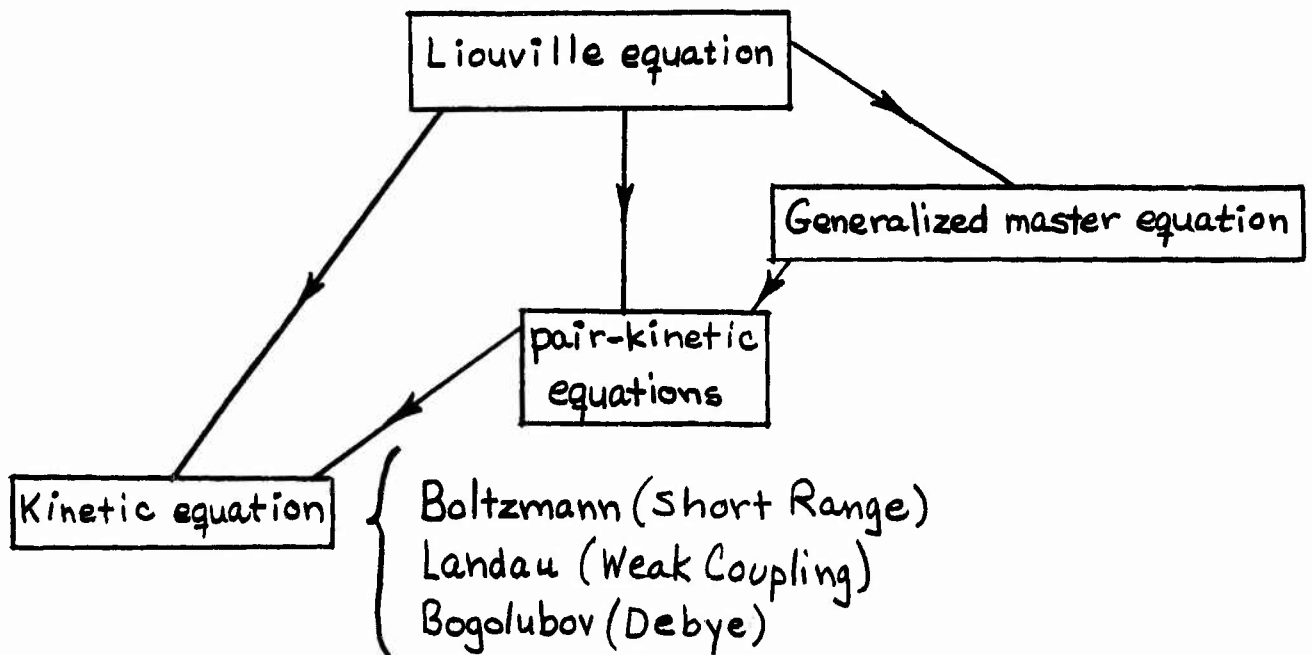 Liouville equation
Generalized master equation
pair-kinetic
equations
Kinetic equation
Boltzmann (Short Range)
Landau (Weak Coupling)
Bogolubov (Debye)